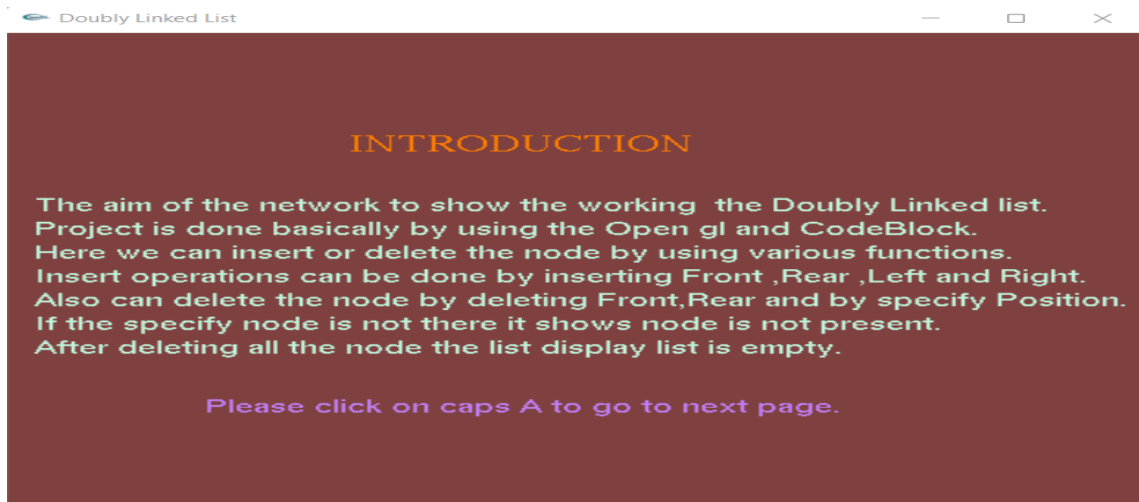 Doubly Linked List
INTRODUCTION
The aim of the network to show the working  the Doubly Linked list.
Project is done basically by using the Open gl and CodeBlock.
Here we can insert or delete the node by using various functions.
Insert operations can be done by inserting Front ,Rear ,Left and Right.
Also can delete the node by deleting Front,Rear and by specify Position.
If the specify node is not there it shows node is not present.
After deleting all the node the list display list is empty.
Please click on caps A to go to next page.